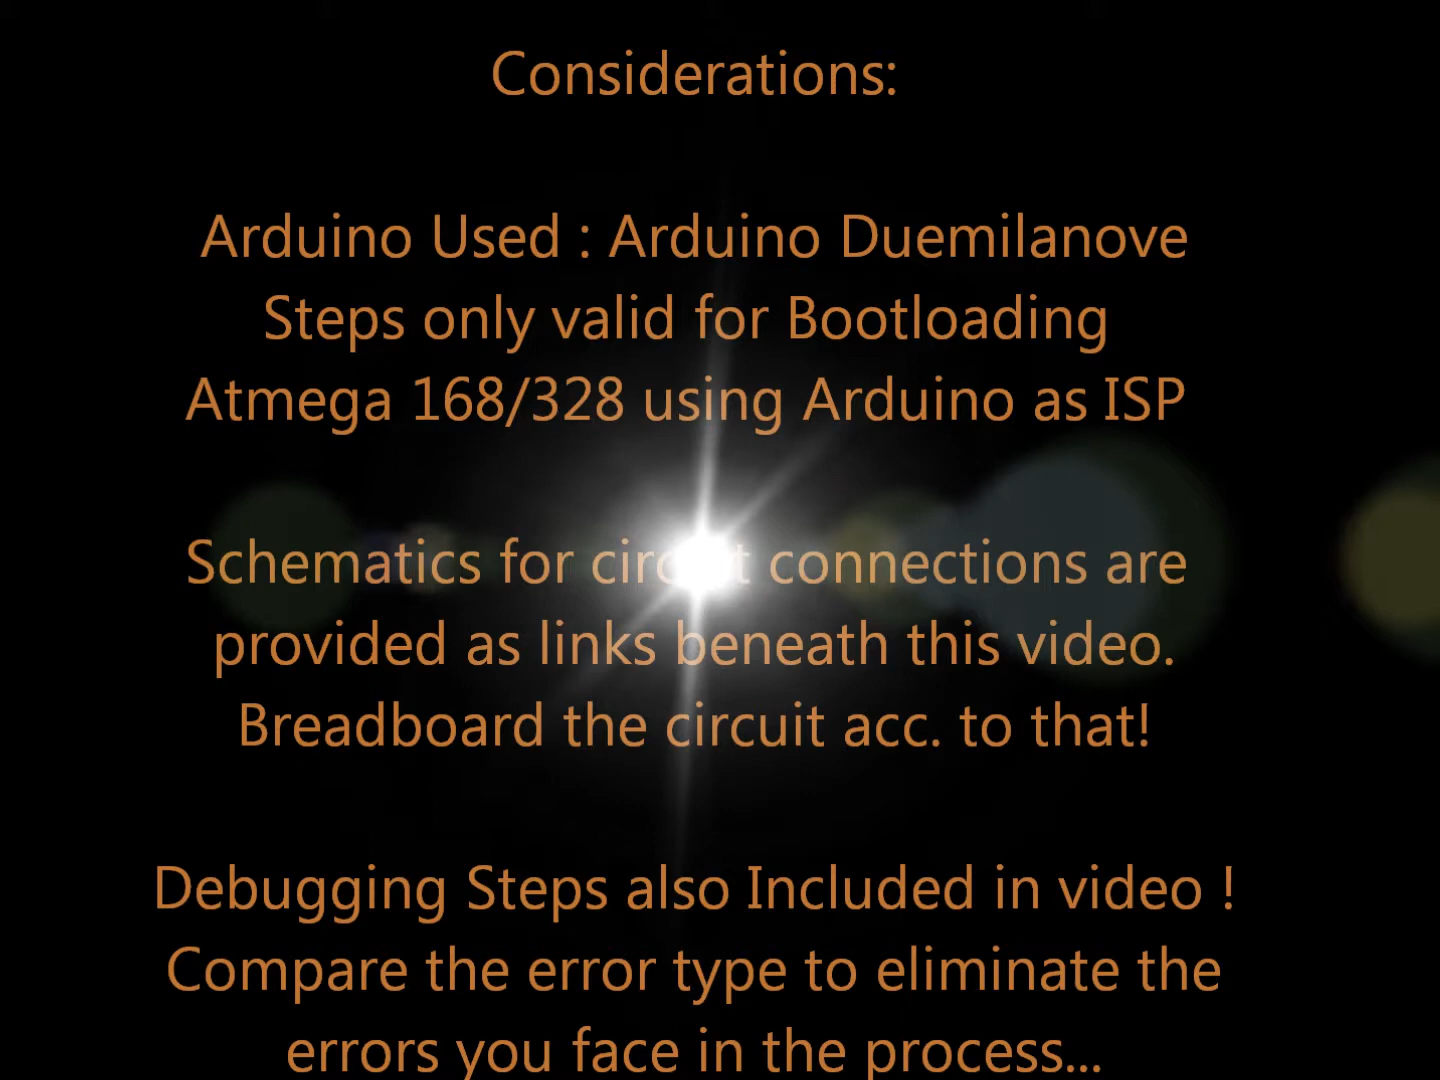 Considerations:
Arduino Used : Arduino Duemilanove
Steps only valid for Bootloading
Atmega 168/328 using Arduino as ISP
Schematics for circuit connections are
provided as links beneath this video.
Breadboard the circuit acc. to that!
Debugging Steps also Included in video !
Compare the error type to eliminate the
errors you face in the process...